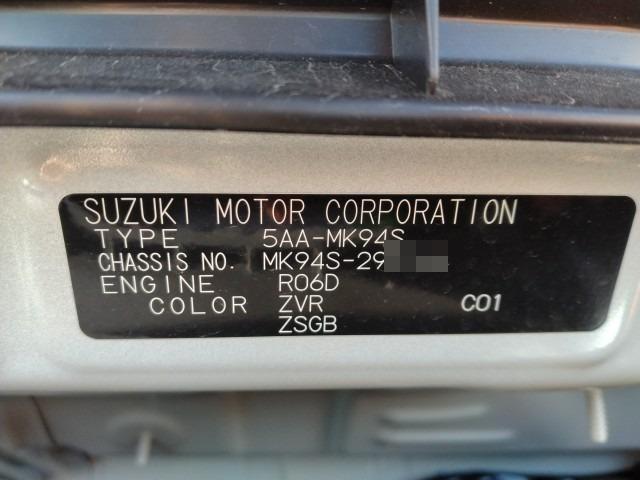 SUZUKI MOTOR CORPORATION
TYPE 5AA-MK94S
CHASSIS NO. MK94S-29
ENGINE R06D
COLOR ZVR C01
ZSGB